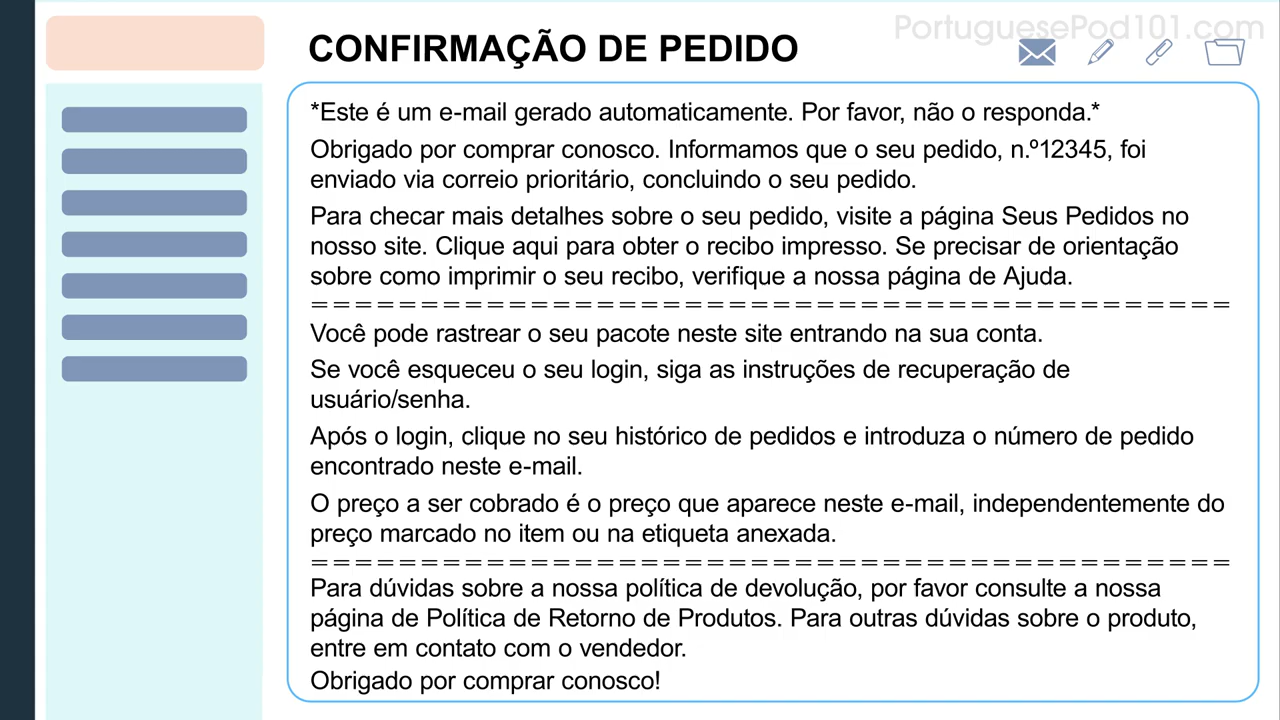 PortuguesePod101.com
CONFIRMAÇÃO DE PEDIDO
*Este é um e-mail gerado automaticamente. Por favor, não o responda.*
Obrigado por comprar conosco. Informamos que o seu pedido, n.º12345, foi
enviado via correio prioritário, concluindo o seu pedido.
Para checar mais detalhes sobre o seu pedido, visite a página Seus Pedidos no
nosso site. Clique aqui para obter o recibo impresso. Se precisar de orientação
sobre como imprimir o seu recibo, verifique a nossa página de Ajuda.
==========================================
Você pode rastrear o seu pacote neste site entrando na sua conta.
Se você esqueceu o seu login, siga as instruções de recuperação de
usuário/senha.
Após o login, clique no seu histórico de pedidos e introduza o número de pedido
encontrado neste e-mail.
O preço a ser cobrado é o preço que aparece neste e-mail, independentemente do
preço marcado no item ou na etiqueta anexada.
==========================================
Para dúvidas sobre a nossa política de devolução, por favor consulte a nossa
página de Política de Retorno de Produtos. Para outras dúvidas sobre o produto,
entre em contato com o vendedor.
Obrigado por comprar conosco!